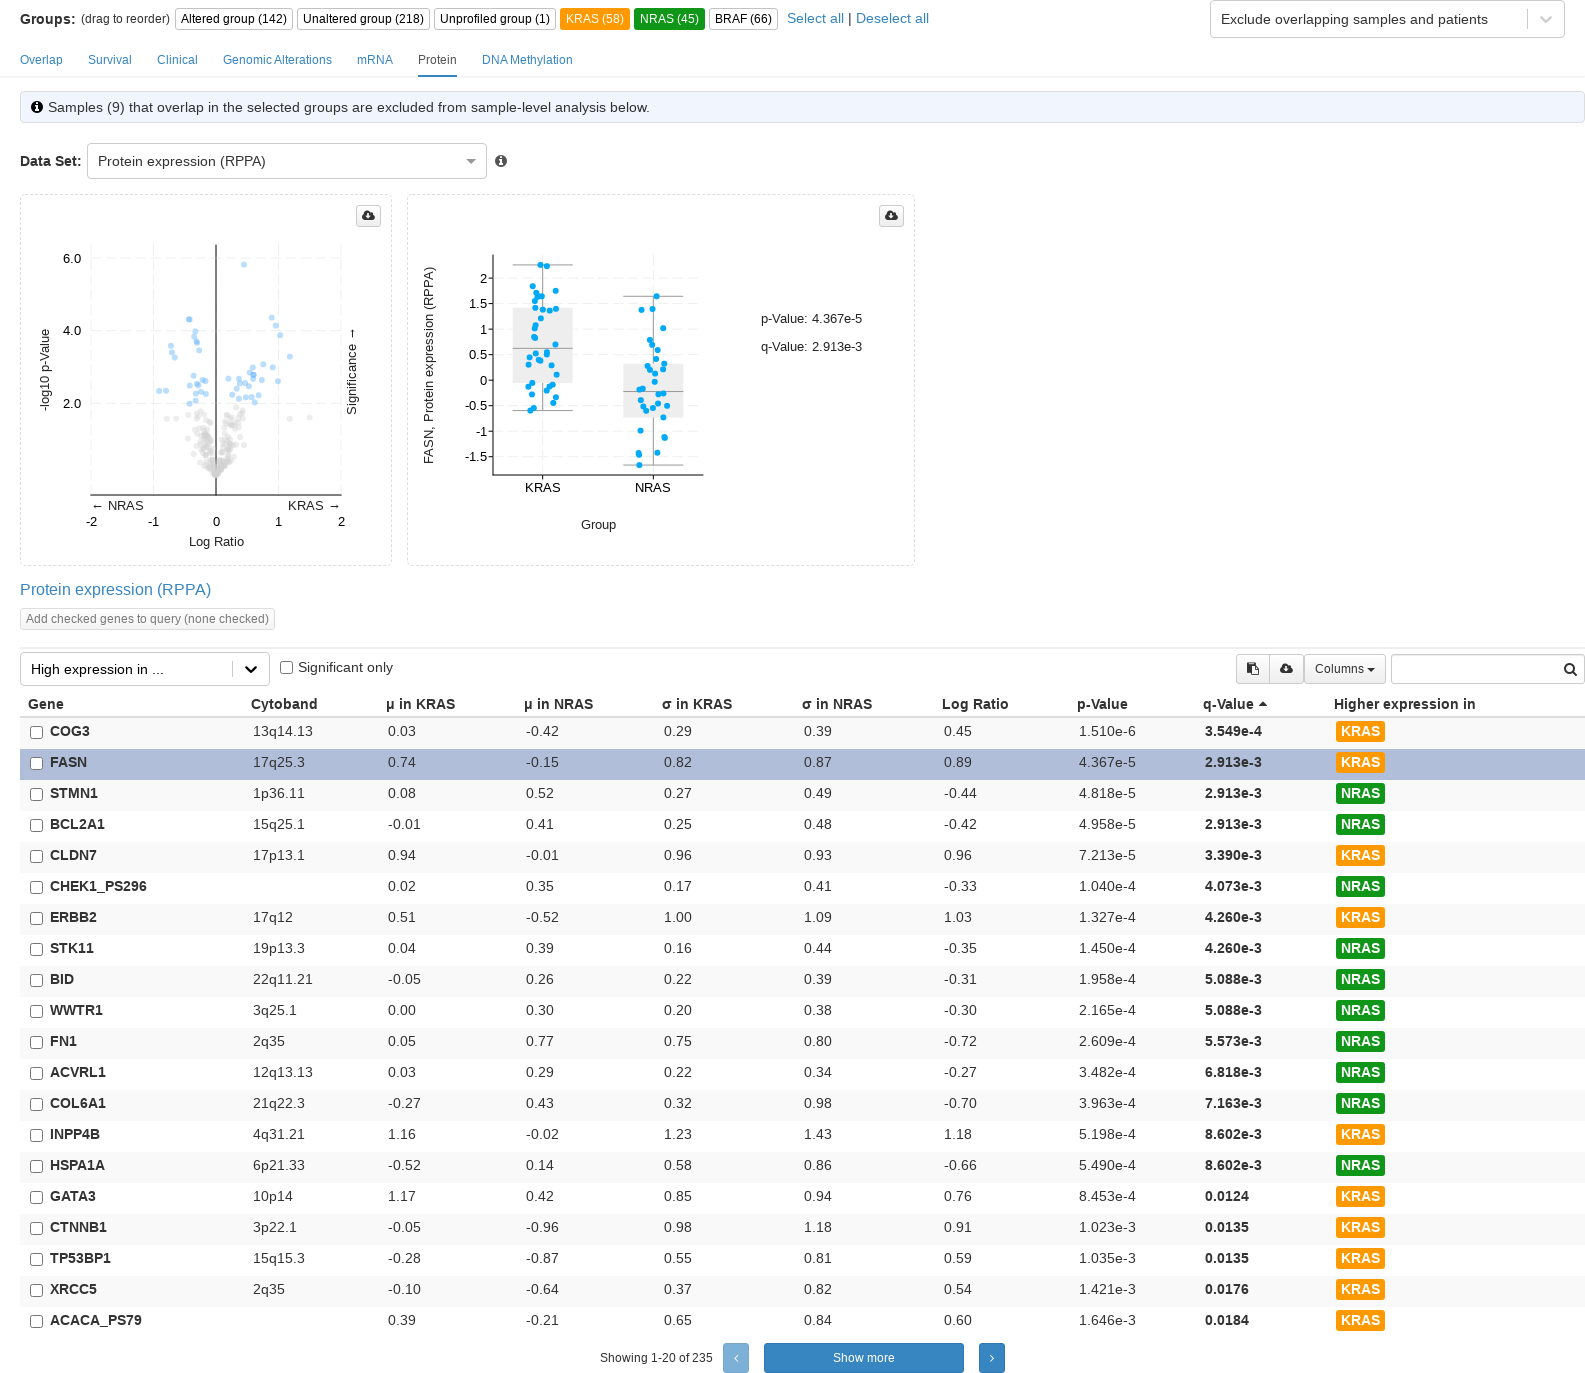 Groups: (drag to reorder) Altered group (142) Unaltered group (218) Unprofiled group (1) KRAS (58) NRAS (45) BRAF (66) Select all | Deselect all Exclude overlapping samples and patients
Overlap Survival Clinical Genomic Alterations mRNA Protein DNA Methylation
Samples (9) that overlap in the selected groups are excluded from sample-level analysis below.
Data Set: Protein expression (RPPA)
6.0
4.0
2.0
-log10 p-Value
Significance →
← NRAS KRAS →
-2 -1 0 1 2
Log Ratio
FASN, Protein expression (RPPA)
2
1.5
1
0.5
0
-0.5
-1
-1.5
KRAS NRAS
Group
p-Value: 4.367e-5
q-Value: 2.913e-3
Protein expression (RPPA)
Add checked genes to query (none checked)
High expression in ... Significant only Columns
Gene Cytoband μ in KRAS μ in NRAS σ in KRAS σ in NRAS Log Ratio p-Value q-Value Higher expression in
COG3 13q14.13 0.03 -0.42 0.29 0.39 0.45 1.510e-6 3.549e-4 KRAS
FASN 17q25.3 0.74 -0.15 0.82 0.87 0.89 4.367e-5 2.913e-3 KRAS
STMN1 1p36.11 0.08 0.52 0.27 0.49 -0.44 4.818e-5 2.913e-3 NRAS
BCL2A1 15q25.1 -0.01 0.41 0.25 0.48 -0.42 4.958e-5 2.913e-3 NRAS
CLDN7 17p13.1 0.94 -0.01 0.96 0.93 0.96 7.213e-5 3.390e-3 KRAS
CHEK1_PS296 0.02 0.35 0.17 0.41 -0.33 1.040e-4 4.073e-3 NRAS
ERBB2 17q12 0.51 -0.52 1.00 1.09 1.03 1.327e-4 4.260e-3 KRAS
STK11 19p13.3 0.04 0.39 0.16 0.44 -0.35 1.450e-4 4.260e-3 NRAS
BID 22q11.21 -0.05 0.26 0.22 0.39 -0.31 1.958e-4 5.088e-3 NRAS
WWTR1 3q25.1 0.00 0.30 0.20 0.38 -0.30 2.165e-4 5.088e-3 NRAS
FN1 2q35 0.05 0.77 0.75 0.80 -0.72 2.609e-4 5.573e-3 NRAS
ACVRL1 12q13.13 0.03 0.29 0.22 0.34 -0.27 3.482e-4 6.818e-3 NRAS
COL6A1 21q22.3 -0.27 0.43 0.32 0.98 -0.70 3.963e-4 7.163e-3 NRAS
INPP4B 4q31.21 1.16 -0.02 1.23 1.43 1.18 5.198e-4 8.602e-3 KRAS
HSPA1A 6p21.33 -0.52 0.14 0.58 0.86 -0.66 5.490e-4 8.602e-3 NRAS
GATA3 10p14 1.17 0.42 0.85 0.94 0.76 8.453e-4 0.0124 KRAS
CTNNB1 3p22.1 -0.05 -0.96 0.98 1.18 0.91 1.023e-3 0.0135 KRAS
TP53BP1 15q15.3 -0.28 -0.87 0.55 0.81 0.59 1.035e-3 0.0135 KRAS
XRCC5 2q35 -0.10 -0.64 0.37 0.82 0.54 1.421e-3 0.0176 KRAS
ACACA_PS79 0.39 -0.21 0.65 0.84 0.60 1.646e-3 0.0184 KRAS
Showing 1-20 of 235 ‹ Show more ›